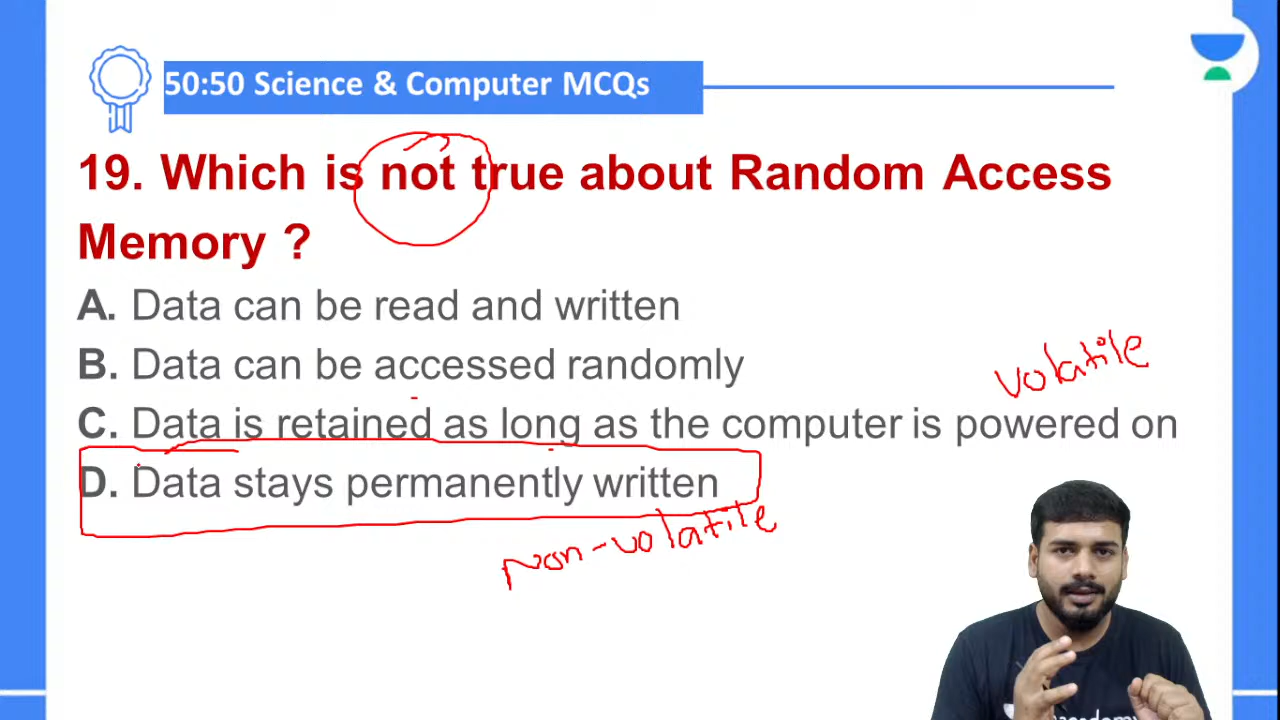 50:50 Science & Computer MCQs
19. Which is not true about Random Access
Memory ?
A. Data can be read and written
B. Data can be accessed randomly
volatile
C. Data is retained as long as the computer is powered on
D. Data stays permanently written
Non-volatile